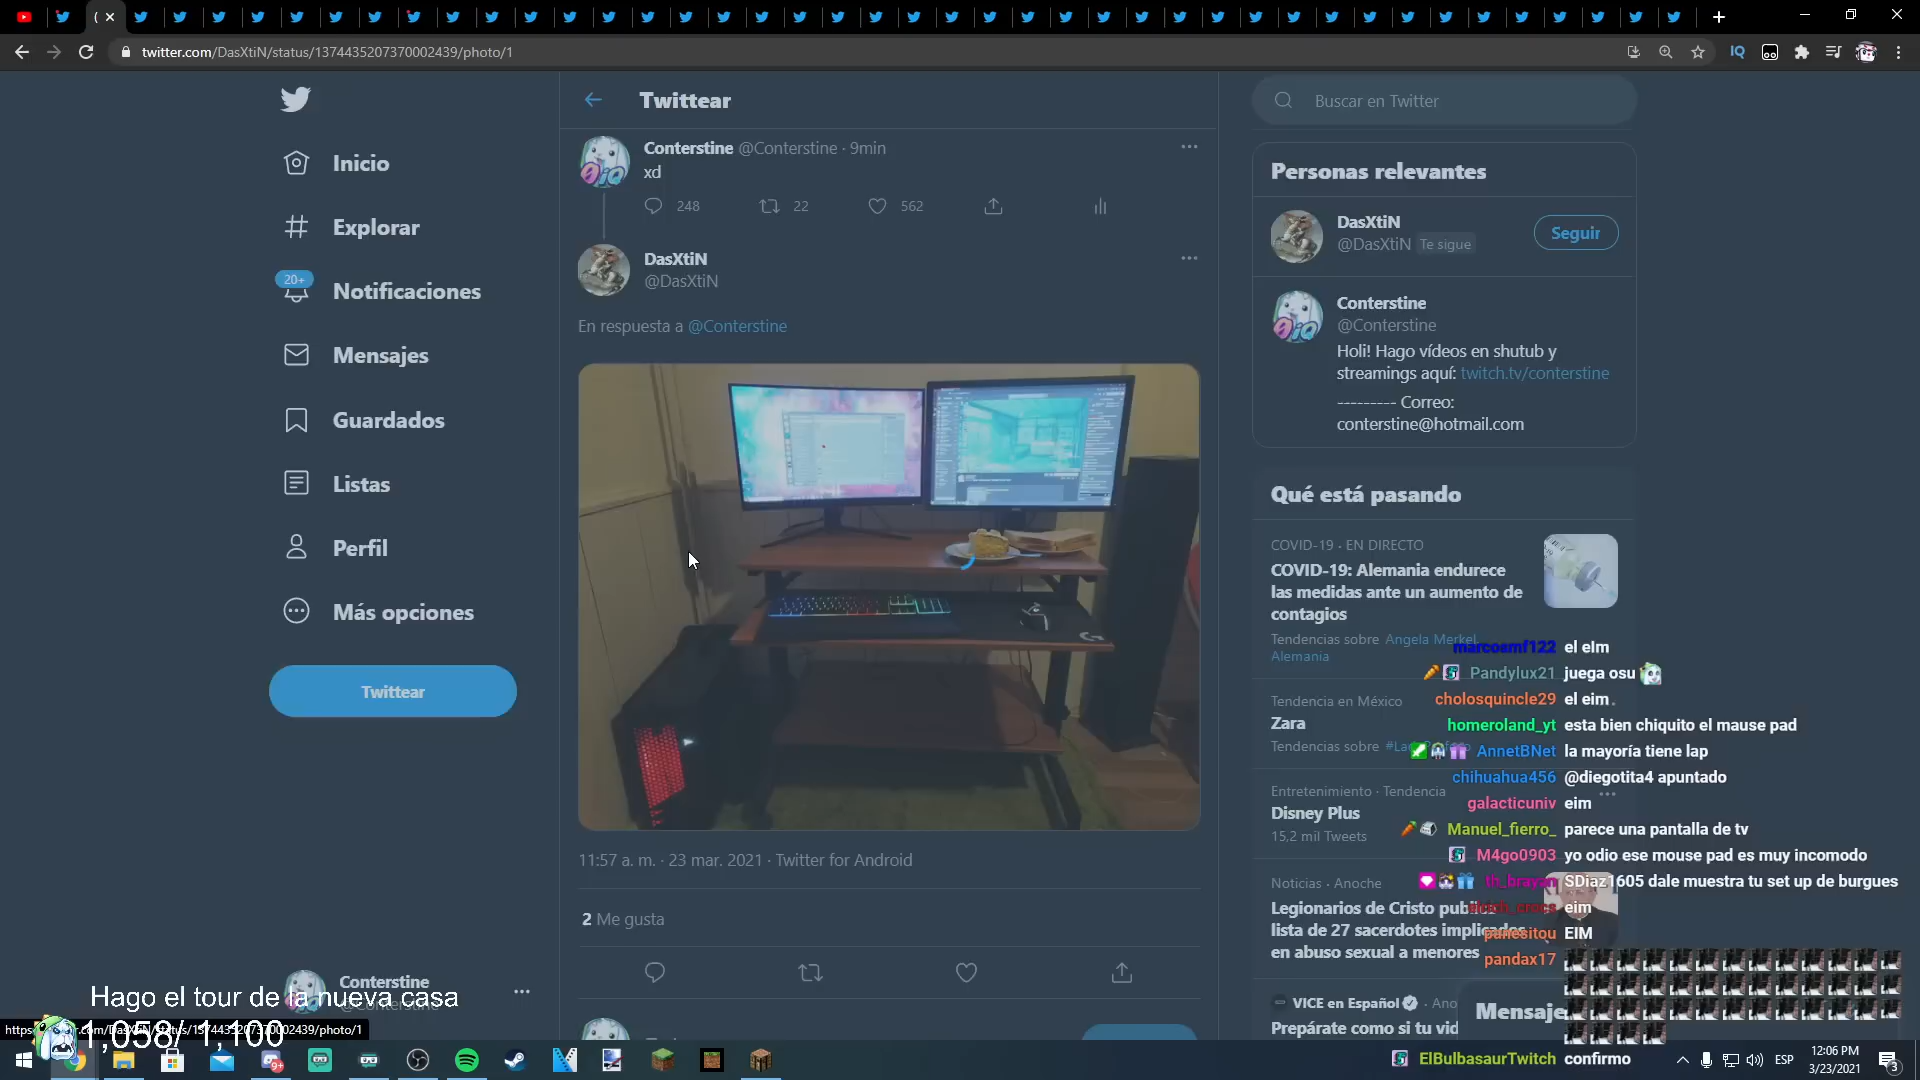 twitter.com/DasXtiN/status/1374435207370002439/photo/1
IQ
Inicio
Explorar
20+
Notificaciones
Mensajes
Guardados
Listas
Perfil
Más opciones
Twittear
Conterstine
Hago el tour de la nueva casa
1,058/ 1,100
Twittear
Conterstine @Conterstine · 9min
xd
248 22 562
DasXtiN
@DasXtiN
En respuesta a @Conterstine
11:57 a. m. · 23 mar. 2021 · Twitter for Android
2 Me gusta
Buscar en Twitter
Personas relevantes
DasXtiN
@DasXtiN Te sigue
Seguir
Conterstine
@Conterstine
Holi! Hago vídeos en shutub y
streamings aquí: twitch.tv/conterstine
--------- Correo:
conterstine@hotmail.com
Qué está pasando
COVID-19 · EN DIRECTO
COVID-19: Alemania endurece
las medidas ante un aumento de
contagios
Tendencias sobre Angela Merkel,
Alemania
Tendencia en México
Zara
Tendencias sobre
Entretenimiento · Tendencia
Disney Plus
15,2 mil Tweets
Noticias · Anoche
Legionarios de Cristo
lista de 27 sacerdotes
en abuso sexual a menores
VICE en Español · Ano
Prepárate como si tu vid
Mensaje
marcosmf122 el elm
Pandylux21 juega osu
cholosquincle29 el eim.
homeroland_yt esta bien chiquito el mause pad
AnnetBNet la mayoría tiene lap
chihuahua456 @diegotita4 apuntado
galacticuniv eim
Manuel_fierro_ parece una pantalla de tv
M4go0903 yo odio ese mouse pad es muy incomodo
th_brayan SDiaz1605 dale muestra tu set up de burgues
eim
panesitou EIM
pandax17
ElBulbasaurTwitch confirmo
9+
ESP
12:06 PM
3/23/2021
3